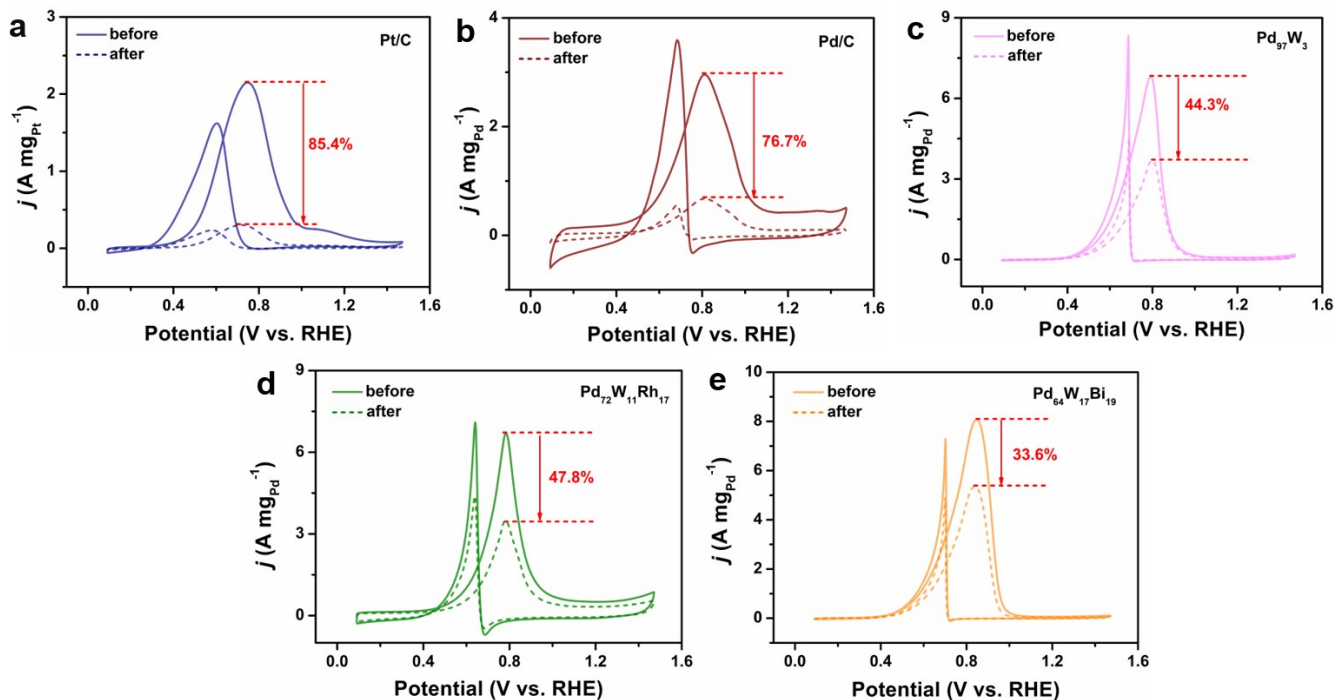 a
Pt/C
before
after
85.4%
j (A mgPt⁻¹)
3
2
1
0
0.0 0.4 0.8 1.2 1.6
Potential (V vs. RHE)
b
Pd/C
before
after
76.7%
j (A mgPd⁻¹)
4
2
0
0.0 0.4 0.8 1.2 1.6
Potential (V vs. RHE)
c
Pd₉₇W₃
before
after
44.3%
j (A mgPd⁻¹)
9
6
3
0
0.0 0.4 0.8 1.2 1.6
Potential (V vs. RHE)
d
Pd₇₂W₁₁Rh₁₇
before
after
47.8%
j (A mgPd⁻¹)
9
6
3
0
0.0 0.4 0.8 1.2 1.6
Potential (V vs. RHE)
e
Pd₆₄W₁₇Bi₁₉
before
after
33.6%
j (A mgPd⁻¹)
10
8
6
4
2
0
0.0 0.4 0.8 1.2 1.6
Potential (V vs. RHE)